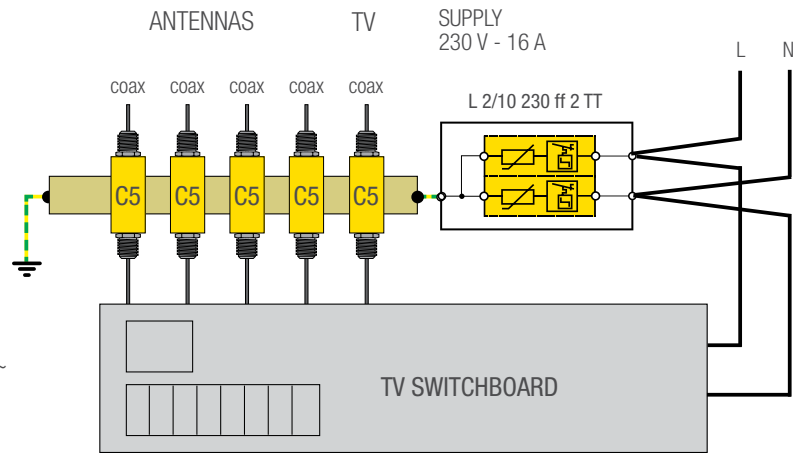 ANTENNAS
TV
SUPPLY
230 V - 16 A
L
N
coax
coax
coax
coax
coax
L 2/10 230 ff 2 TT
C5
C5
C5
C5
C5
TV SWITCHBOARD
~